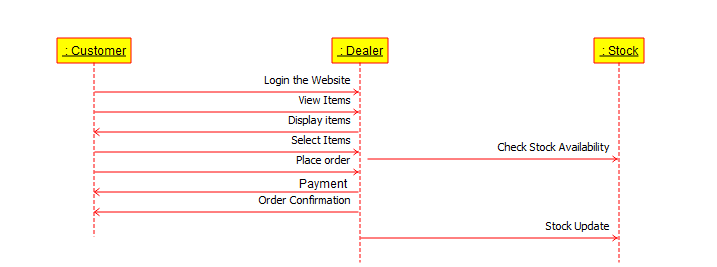 : Customer
: Dealer
: Stock
Login the Website
View Items
Display items
Select Items
Check Stock Availability
Place order
Payment
Order Confirmation
Stock Update